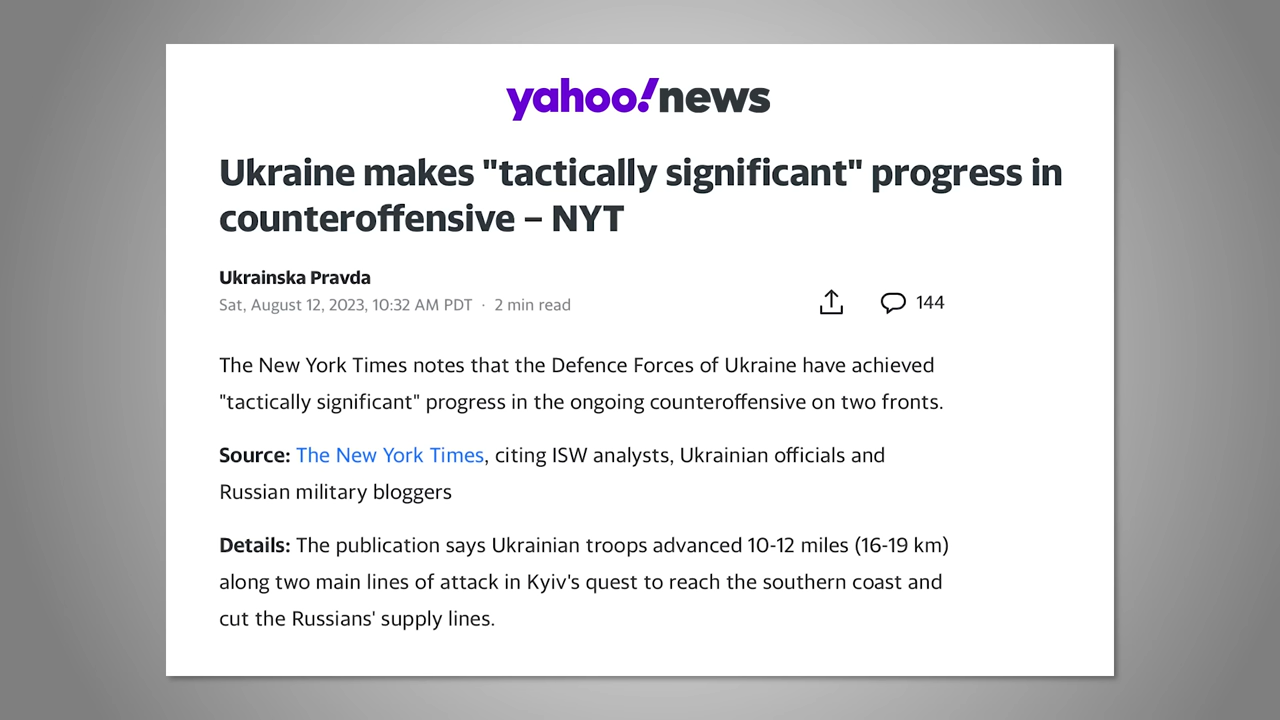 yahoo!news
Ukraine makes "tactically significant" progress in
counteroffensive – NYT
Ukrainska Pravda
Sat, August 12, 2023, 10:32 AM PDT · 2 min read
144
The New York Times notes that the Defence Forces of Ukraine have achieved
"tactically significant" progress in the ongoing counteroffensive on two fronts.
Source: The New York Times, citing ISW analysts, Ukrainian officials and
Russian military bloggers
Details: The publication says Ukrainian troops advanced 10-12 miles (16-19 km)
along two main lines of attack in Kyiv's quest to reach the southern coast and
cut the Russians' supply lines.